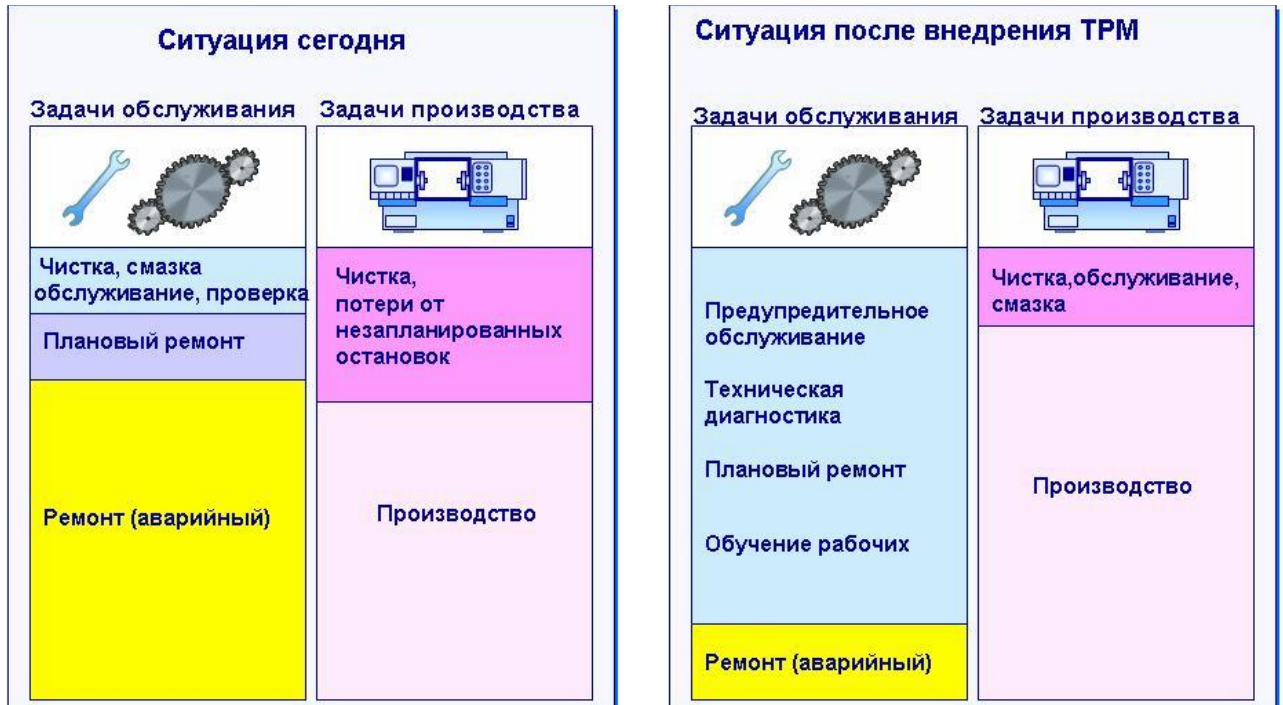 Ситуация сегодня
Задачи обслуживания
Задачи производства
Чистка, смазка
обслуживание, проверка
Плановый ремонт
Ремонт (аварийный)
Чистка,
потери от
незапланированных
остановок
Производство
Ситуация после внедрения ТРМ
Задачи обслуживания
Задачи производства
Предупредительное
обслуживание
Техническая
диагностика
Плановый ремонт
Обучение рабочих
Ремонт (аварийный)
Чистка,обслуживание,
смазка
Производство